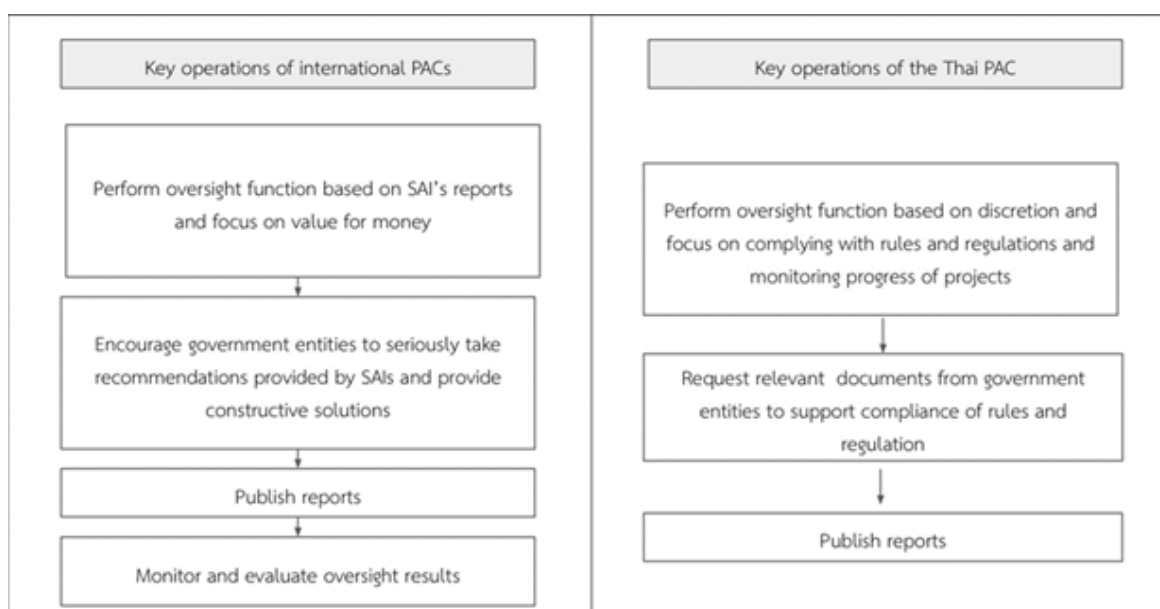 Key operations of international PACs
Perform oversight function based on SAI's reports
and focus on value for money
Encourage government entities to seriously take
recommendations provided by SAIs and provide
constructive solutions
Publish reports
Monitor and evaluate oversight results
Key operations of the Thai PAC
Perform oversight function based on discretion and
focus on complying with rules and regulations and
monitoring progress of projects
Request relevant documents from government
entities to support compliance of rules and
regulation
Publish reports